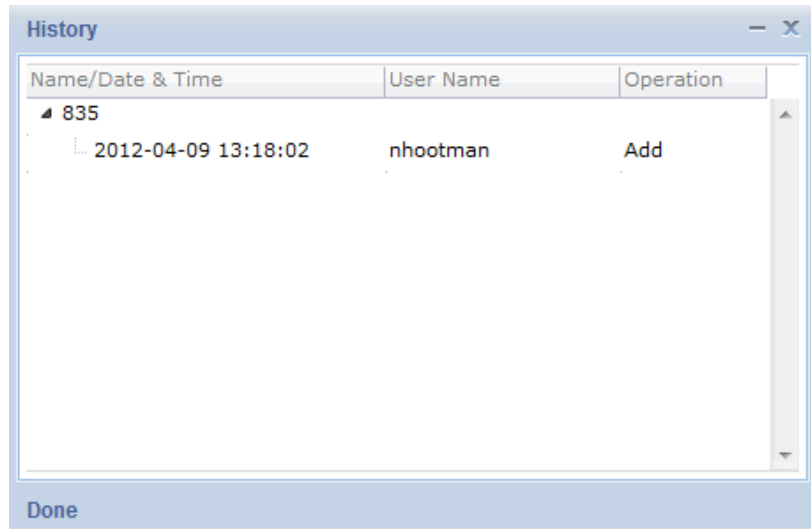 History
Name/Date & Time User Name Operation
835
2012-04-09 13:18:02 nhootman Add
Done